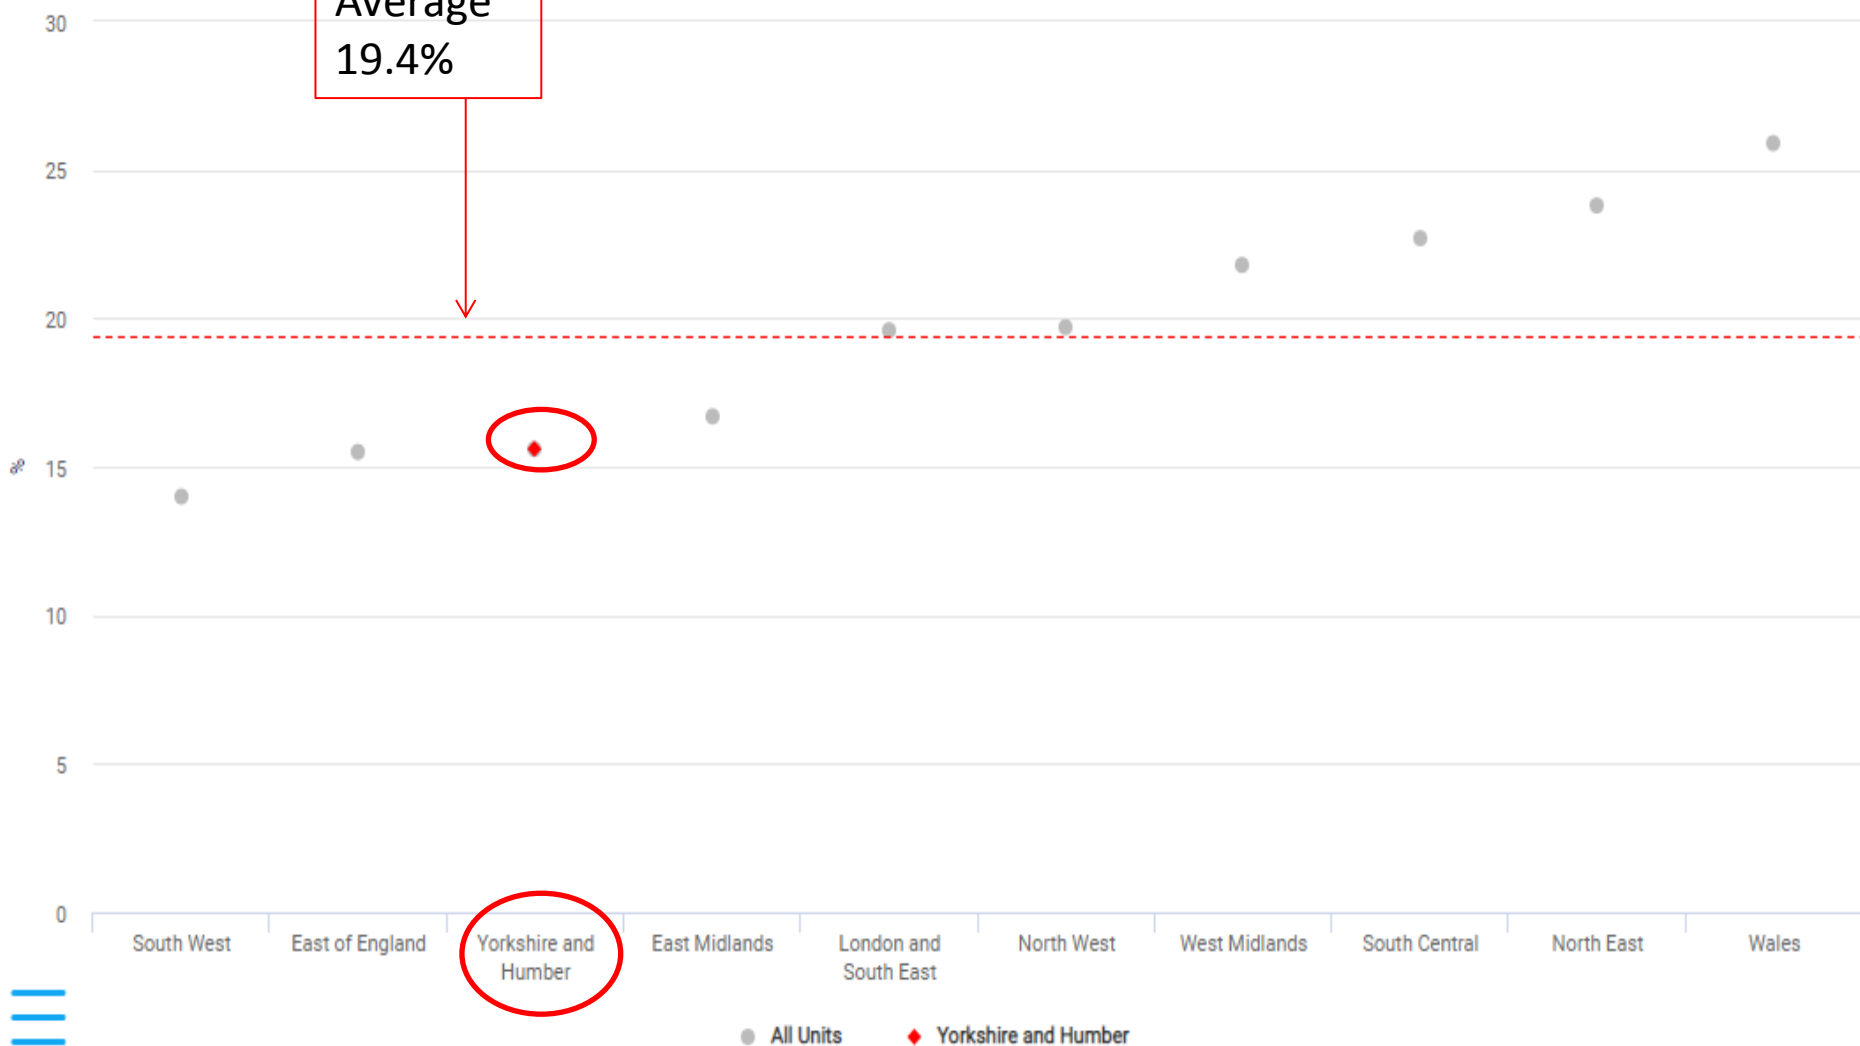 Average
19.4%
30
25
20
15
10
5
0
%
South West
East of England
Yorkshire and
Humber
East Midlands
London and
South East
North West
West Midlands
South Central
North East
Wales
All Units
Yorkshire and Humber